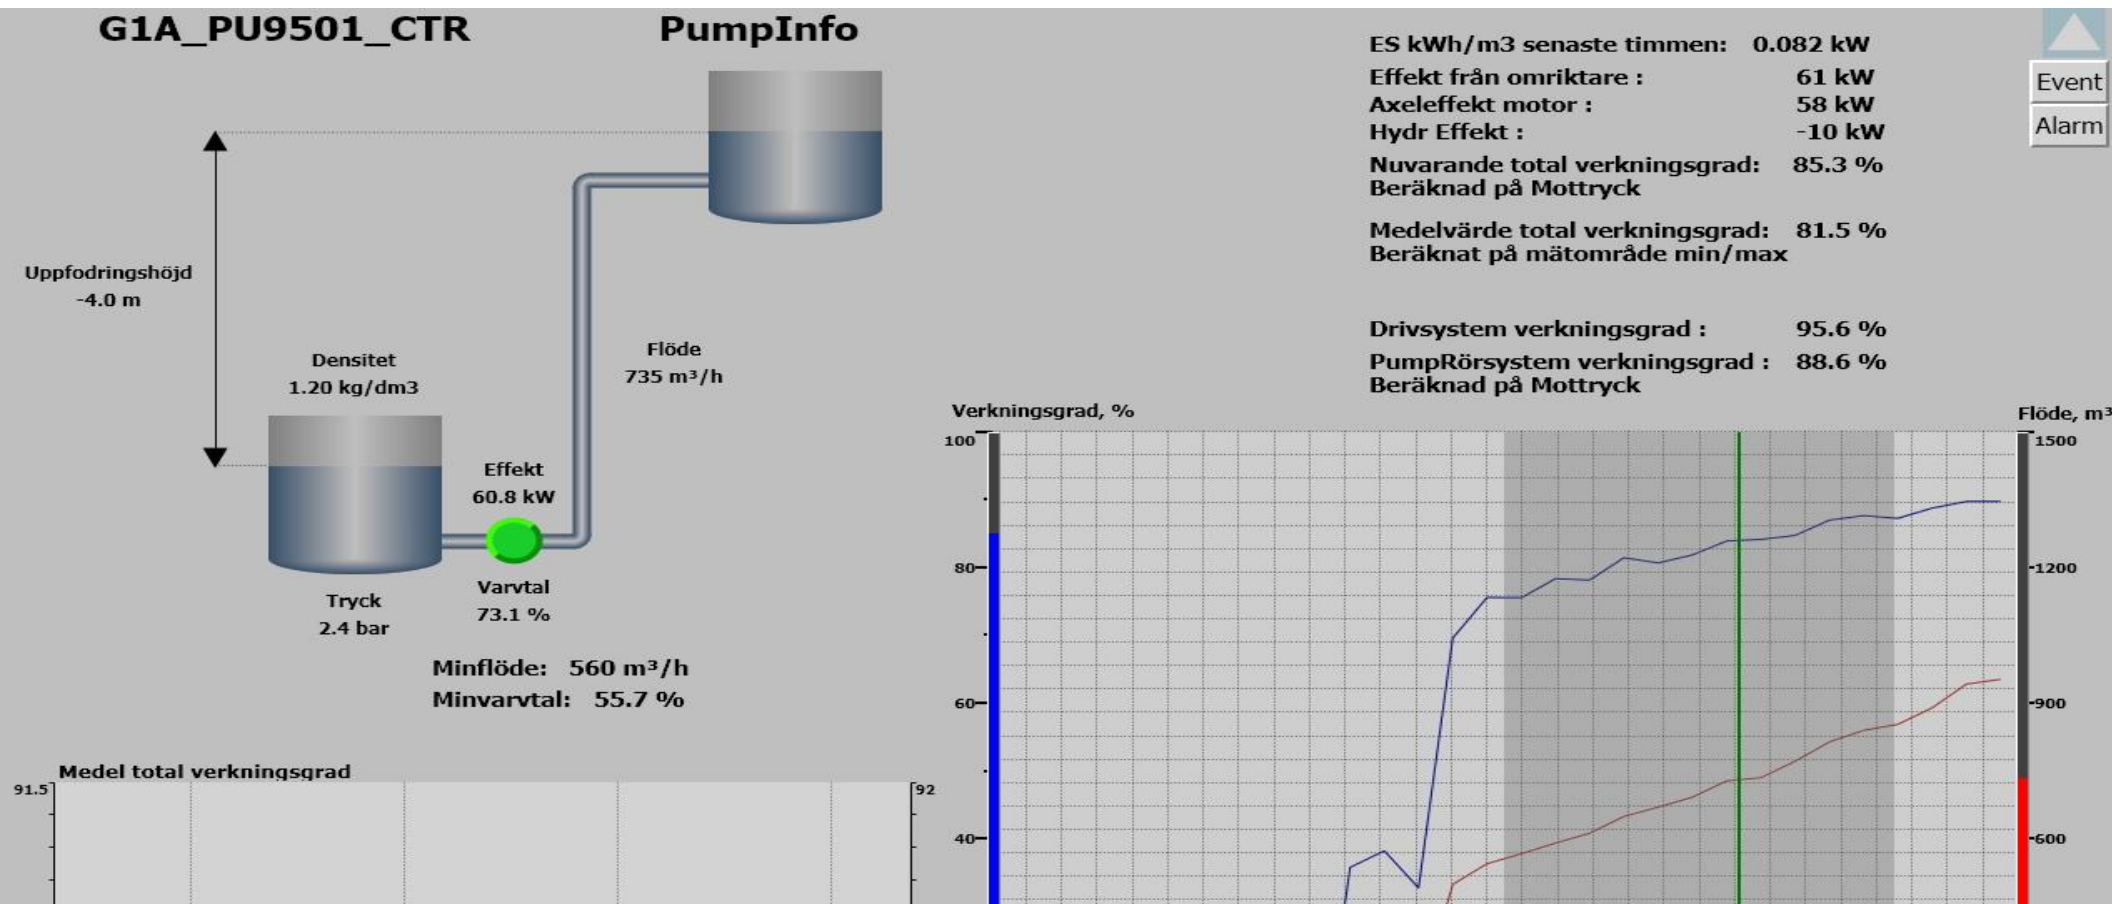 G1A_PU9501_CTR
PumpInfo
ES kWh/m3 senaste timmen: 0.082 kW
Effekt från omriktare : 61 kW
Axeleffekt motor : 58 kW
Hydr Effekt : -10 kW
Nuvarande total verkningsgrad: 85.3 %
Beräknad på Mottryck
Medelvärde total verkningsgrad: 81.5 %
Beräknat på mätområde min/max
Drivsystem verkningsgrad : 95.6 %
PumpRörsystem verkningsgrad : 88.6 %
Beräknad på Mottryck
Event
Alarm
Uppfodringshöjd
-4.0 m
Densitet
1.20 kg/dm3
Flöde
735 m³/h
Effekt
60.8 kW
Tryck
2.4 bar
Varvtal
73.1 %
Minflöde: 560 m³/h
Minvarvtal: 55.7 %
Medel total verkningsgrad
91.5
92
Verkningsgrad, %
100
80
60
40
Flöde, m³
1500
1200
900
600